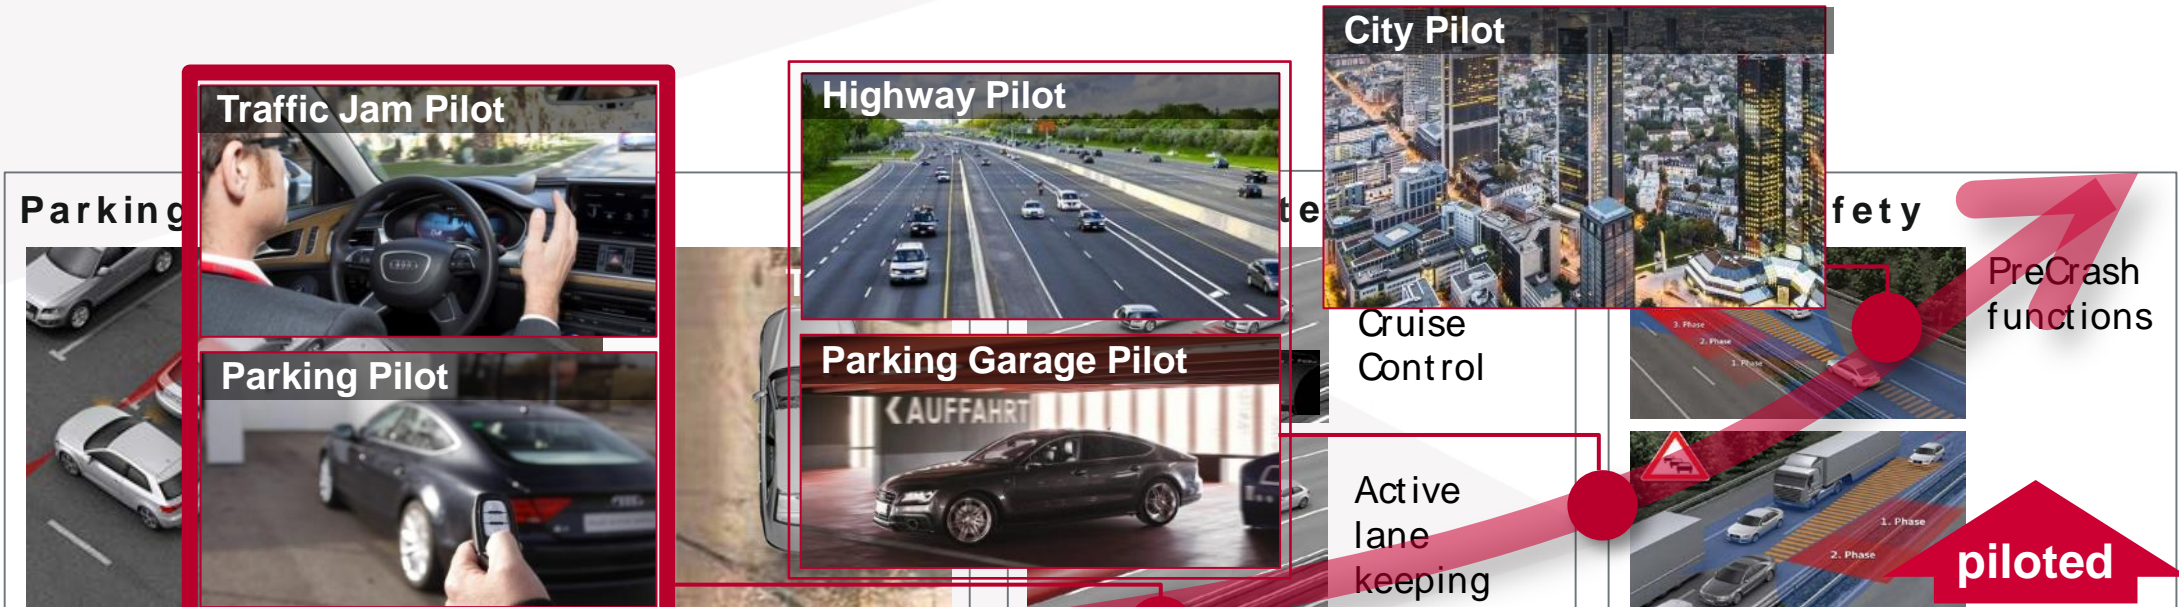 City Pilot
Traffic Jam Pilot
Highway Pilot
Parking
te
fety
PreCrash
functions
Cruise
Control
3. Phase
2. Phase
1. Phase
Parking Garage Pilot
Parking Pilot
AUFFAHRT
Active
lane
keeping
1. Phase
2. Phase
piloted